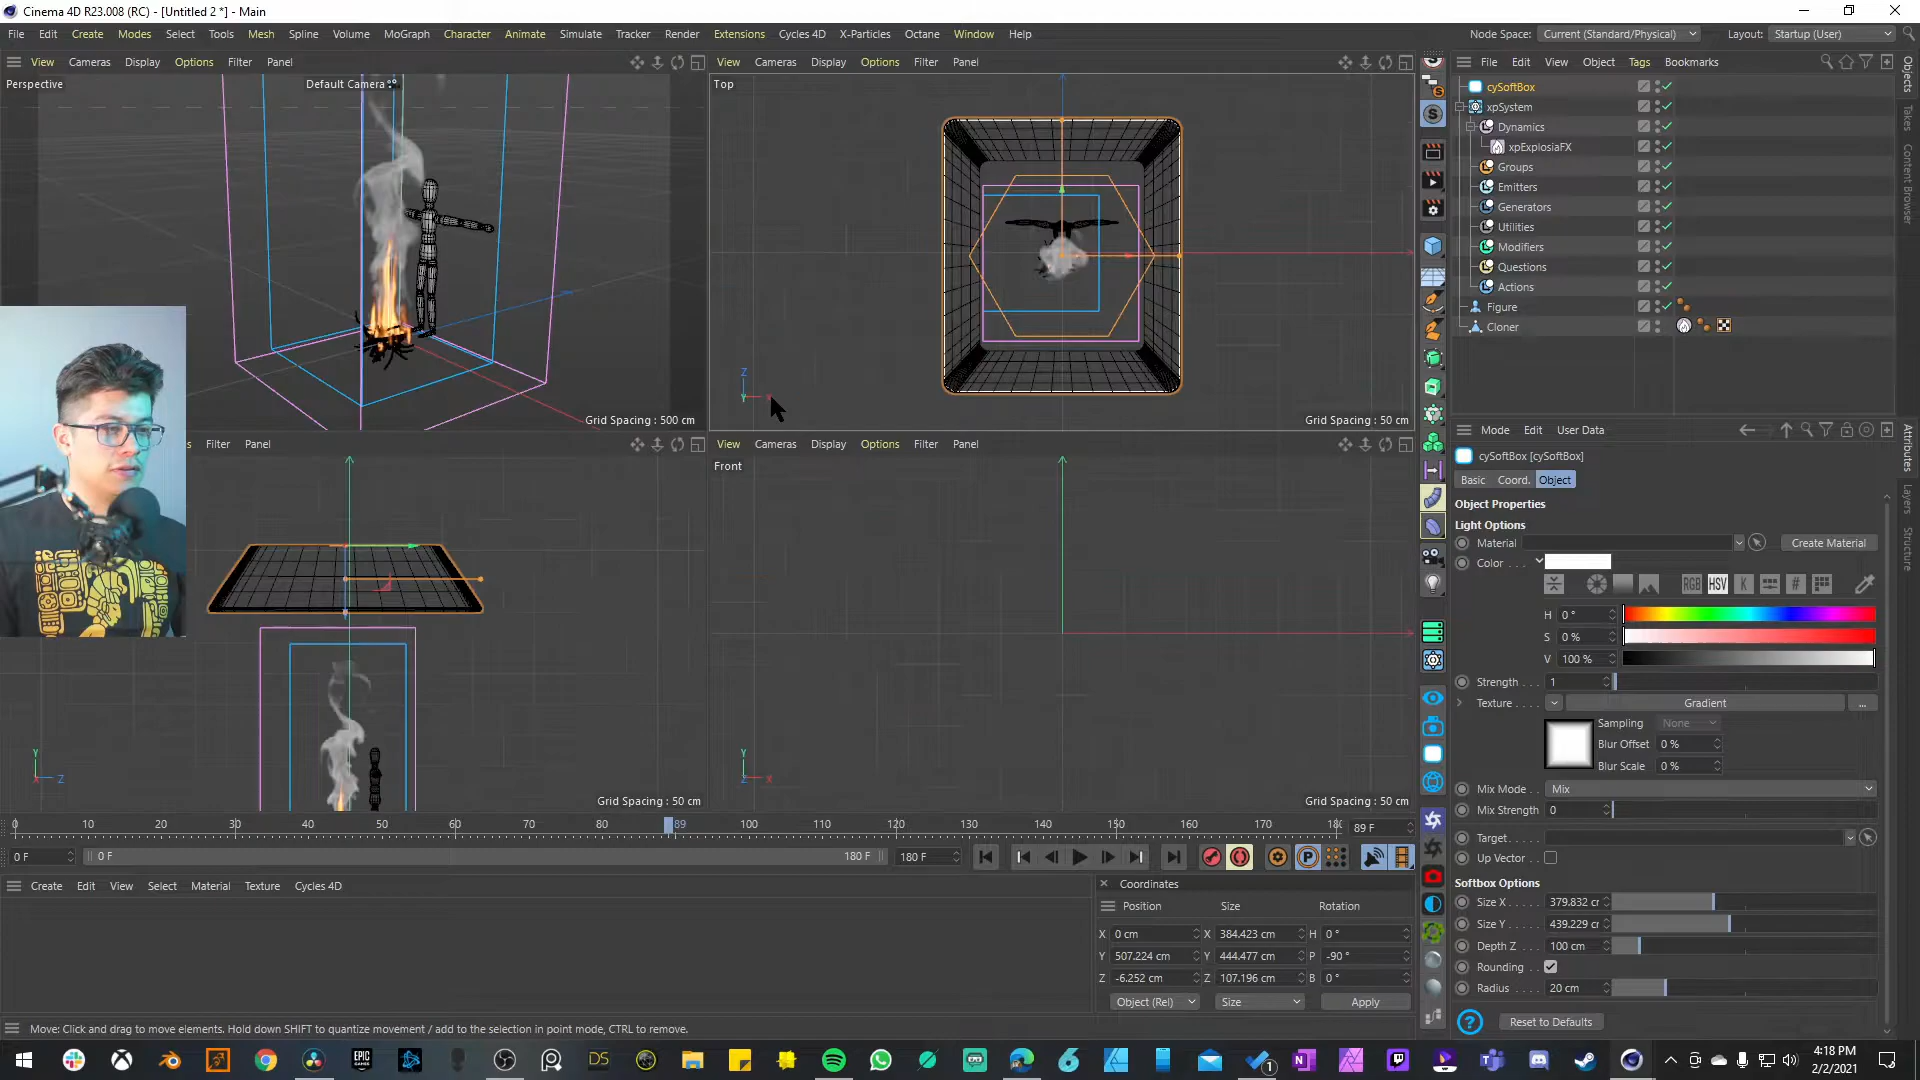 Cinema 4D R23.008 (RC) - [Untitled 2 *] - Main
File Edit Create Modes Select Tools Mesh Spline Volume MoGraph Character Animate Simulate Tracker Render Extensions Cycles 4D X-Particles Octane Window Help
Node Space: Current (Standard/Physical) Layout: Startup (User)
View Cameras Display Options Filter Panel
Perspective
Default Camera
Grid Spacing : 500 cm
View Cameras Display Options Filter Panel
Top
Z
Y
Grid Spacing : 50 cm
File Edit View Object Tags Bookmarks
cySoftBox
xpSystem
Dynamics
xpExplosiaFX
Groups
Emitters
Generators
Utilities
Modifiers
Questions
Actions
Figure
Cloner
Objects
Takes
Content Browser
Filter Panel
Y
Z
Grid Spacing : 50 cm
View Cameras Display Options Filter Panel
Front
Y
Grid Spacing : 50 cm
Mode Edit User Data
cySoftBox [cySoftBox]
Basic Coord. Object
Object Properties
Light Options
Material Create Material
Color
RGB HSV K #
H 0 °
S 0 %
V 100 %
Strength . . . 1
Texture . . . . Gradient ...
Sampling None
Blur Offset 0 %
Blur Scale 0 %
Mix Mode . . Mix
Mix Strength 0
Target. . . . .
Up Vector
Softbox Options
Size X . . . . . 379.832 cr
Size Y . . . . . 439.229 cr
Depth Z . . . 100 cm
Rounding . .
Radius . . . . 20 cm
Reset to Defaults
Attributes
Layers
Structure
0 10 20 30 40 50 60 70 80 89 100 110 120 130 140 150 160 170 89 F
0 F 0 F 180 F 180 F
Create Edit View Select Material Texture Cycles 4D
Coordinates
Position Size Rotation
X 0 cm X 384.423 cm H 0 °
Y 507.224 cm Y 444.477 cm P -90 °
Z -6.252 cm Z 107.196 cm B 0 °
Object (Rel) Size Apply
Move: Click and drag to move elements. Hold down SHIFT to quantize movement / add to the selection in point mode, CTRL to remove.
4:18 PM
2/2/2021